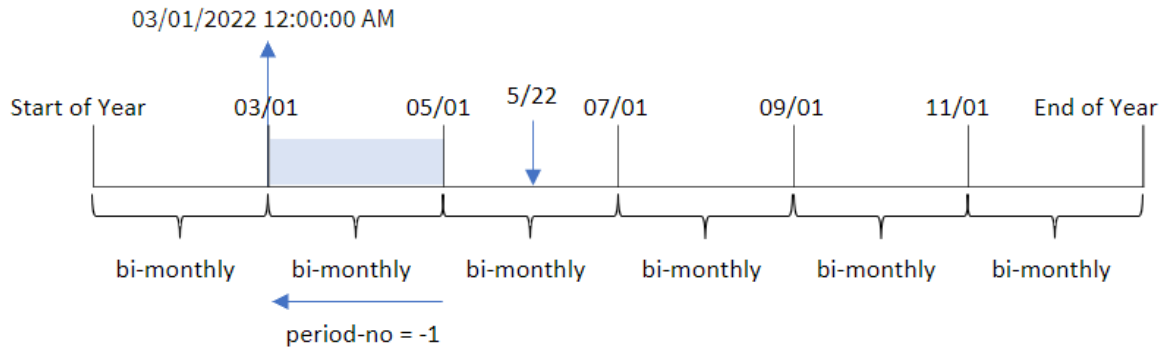 03/01/2022 12:00:00 AM
Start of Year 03/01 05/01 5/22 07/01 09/01 11/01 End of Year
bi-monthly bi-monthly bi-monthly bi-monthly bi-monthly bi-monthly
period-no = -1